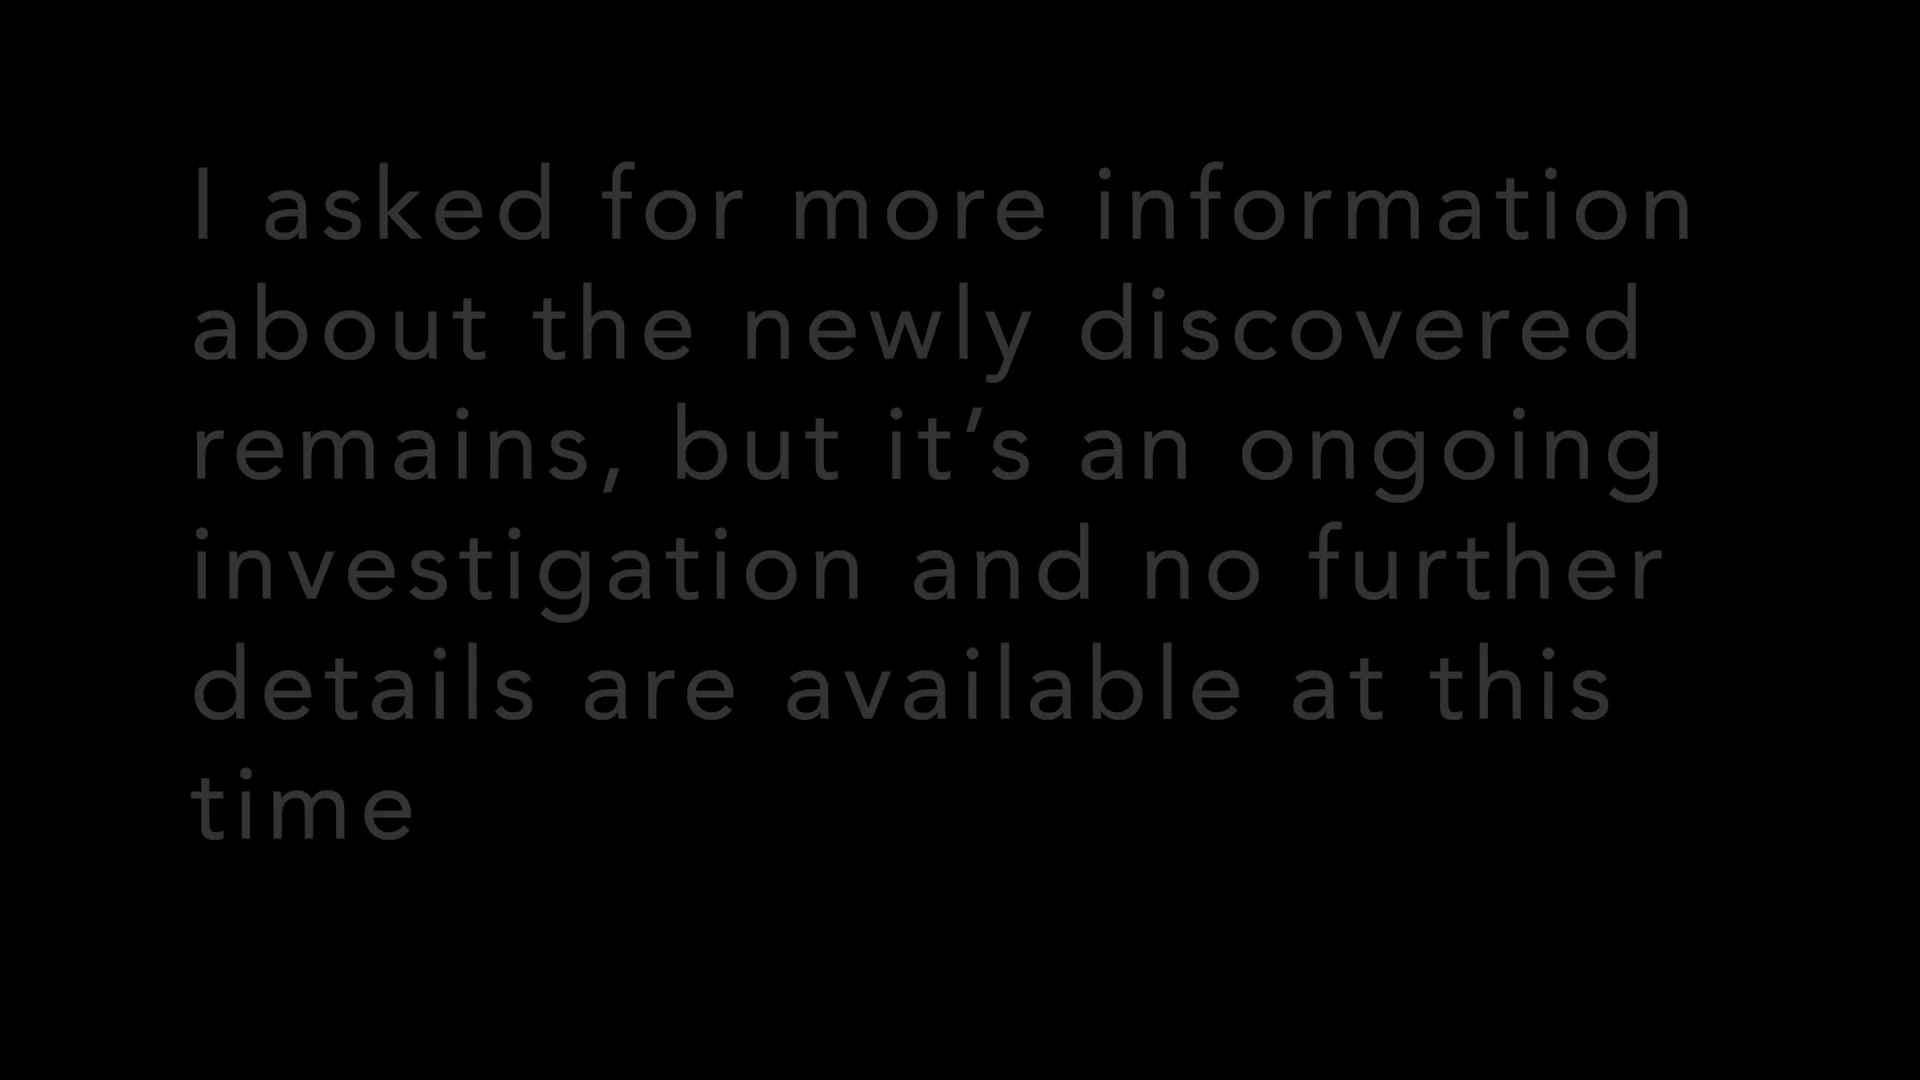 I asked for more information
about the newly discovered
remains, but it’s an ongoing
investigation and no further
details are available at this
time